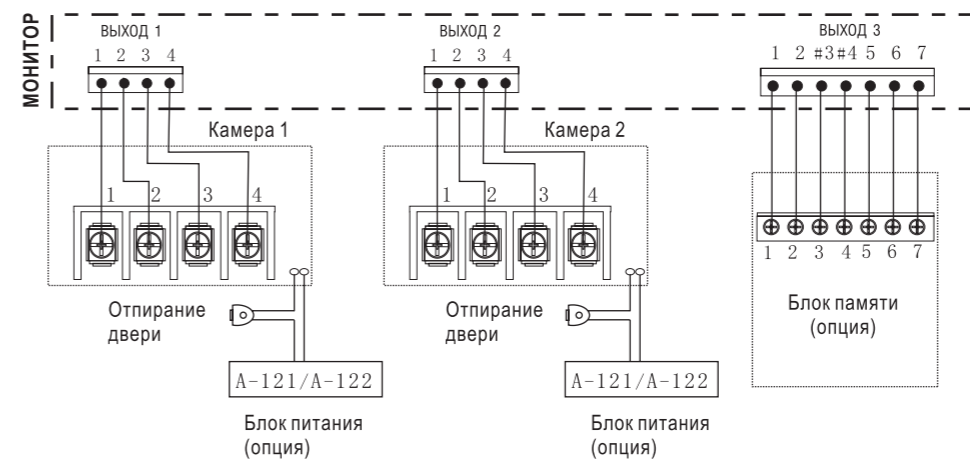 МОНИТОР
ВЫХОД 1
1 2 3 4
ВЫХОД 2
1 2 3 4
ВЫХОД 3
1 2 #3#4 5 6 7
Камера 1
1 2 3 4
Камера 2
1 2 3 4
1 2 3 4 5 6 7
Отпирание
двери
A-121/A-122
Блок питания
(опция)
Отпирание
двери
A-121/A-122
Блок питания
(опция)
Блок памяти
(опция)